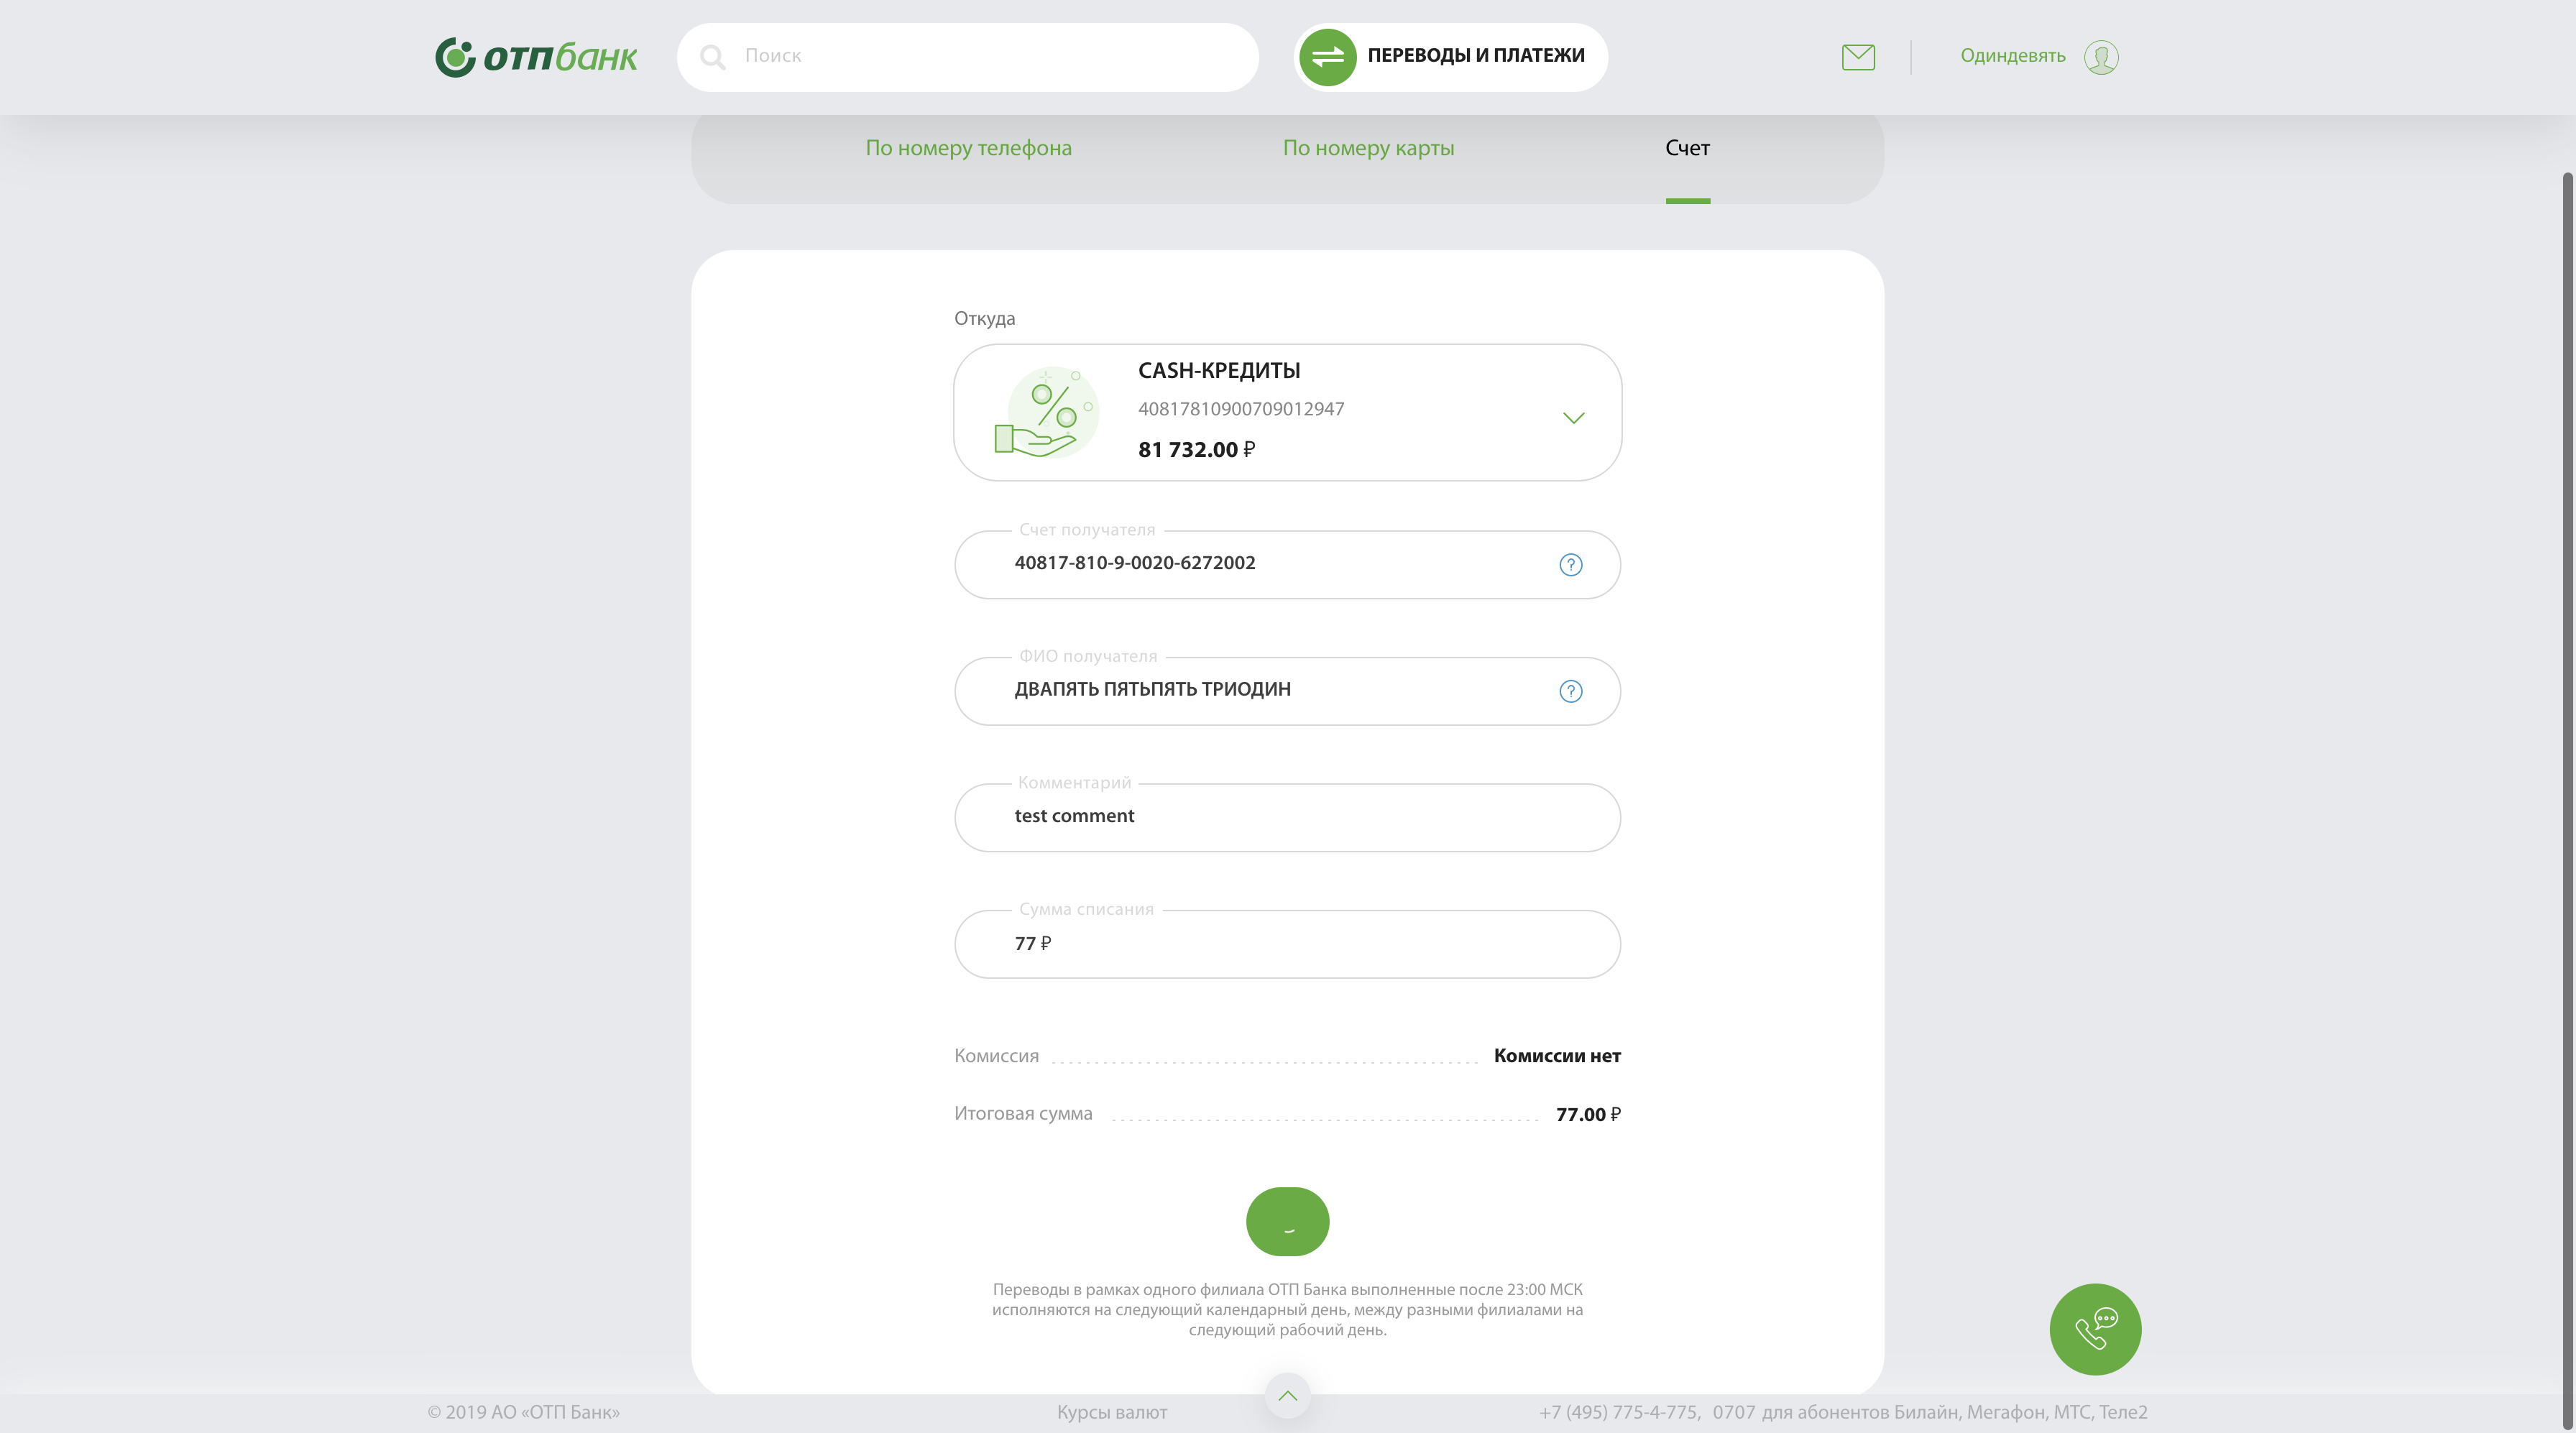 отпбанк
Поиск
ПЕРЕВОДЫ И ПЛАТЕЖИ
Одиндевять
По номеру телефона
По номеру карты
Счет
Откуда
CASH-КРЕДИТЫ
40817810900709012947
81 732.00 ₽
Счет получателя
40817-810-9-0020-6272002
ФИО получателя
ДВАПЯТЬ ПЯТЬПЯТЬ ТРИОДИН
Комментарий
test comment
Сумма списания
77 ₽
Комиссия
Комиссии нет
Итоговая сумма
77.00 ₽
Переводы в рамках одного филиала ОТП Банка выполненные после 23:00 МСК
исполняются на следующий календарный день, между разными филиалами на
следующий рабочий день.
© 2019 АО «ОТП Банк»
Курсы валют
+7 (495) 775-4-775, 0707 для абонентов Билайн, Мегафон, МТС, Теле2